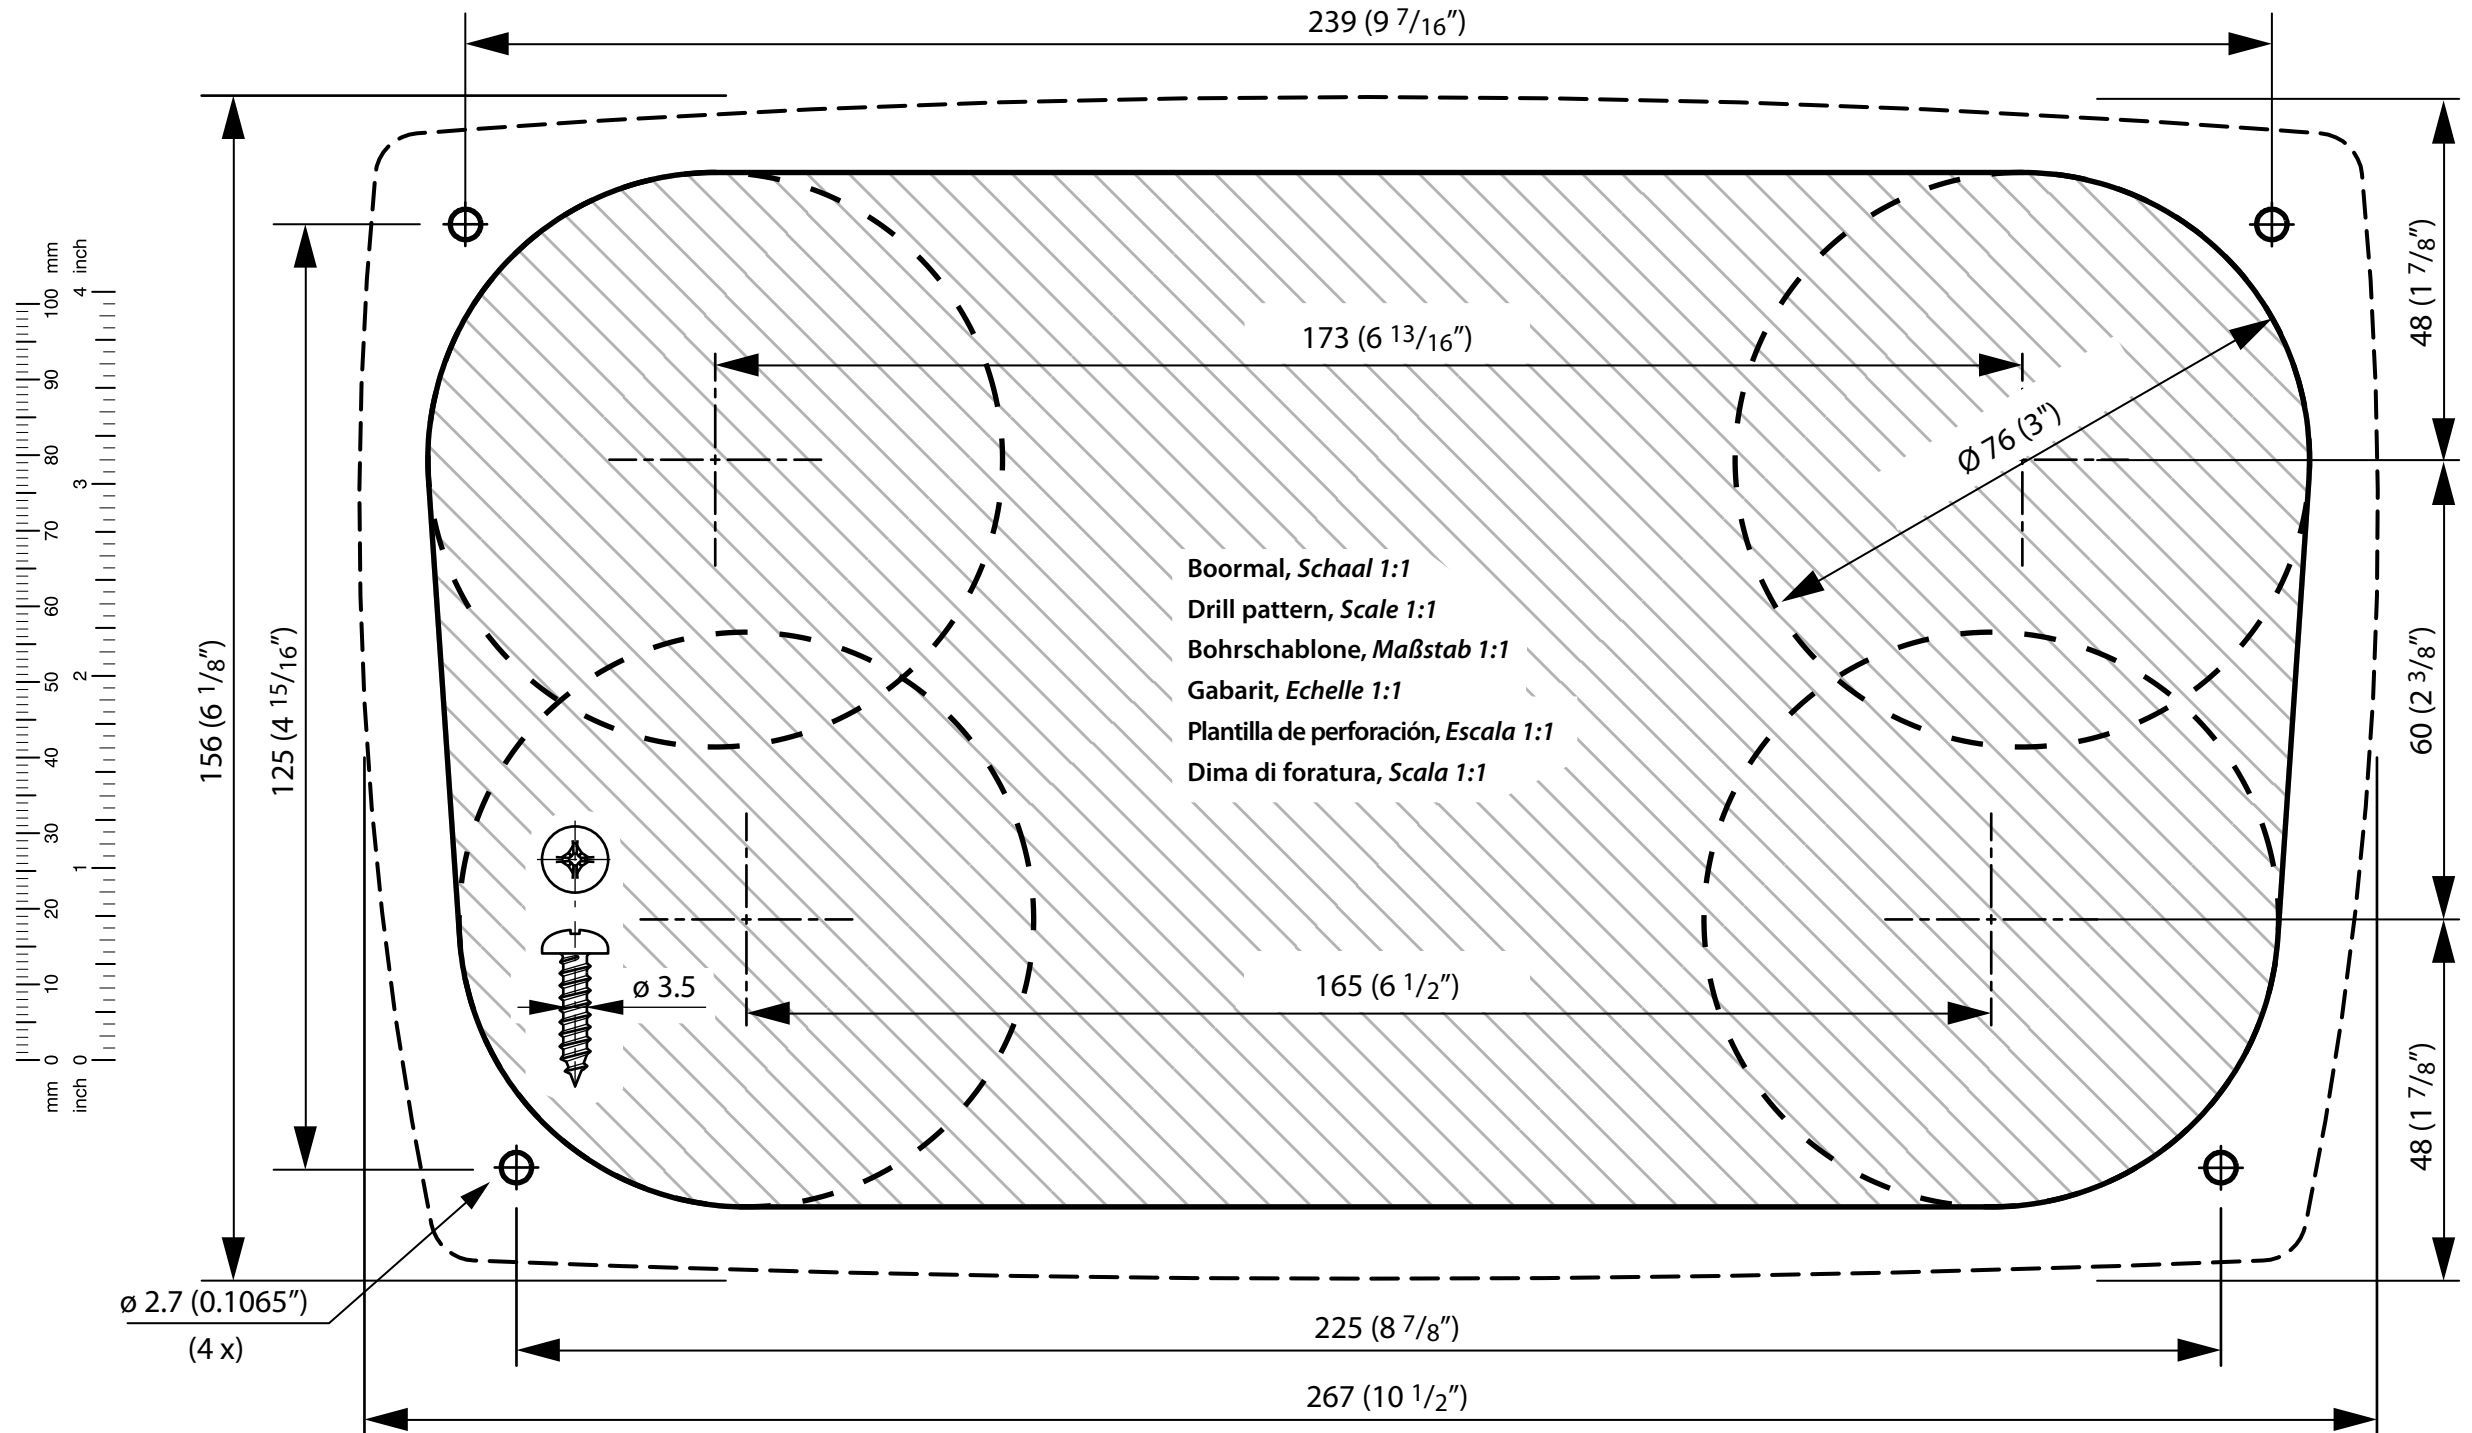 239 (9 7/16")
mm
inch
100
90
80
70
60
50
40
30
20
10
0
4
3
2
1
0
mm
inch
156 (6 1/8")
125 (4 15/16")
173 (6 13/16")
Ø 76 (3")
48 (1 7/8")
60 (2 3/8")
48 (1 7/8")
Boormal, Schaal 1:1
Drill pattern, Scale 1:1
Bohrschablone, Maßstab 1:1
Gabarit, Echelle 1:1
Plantilla de perforación, Escala 1:1
Dima di foratura, Scala 1:1
ø 3.5
165 (6 1/2")
ø 2.7 (0.1065")
(4 x)
225 (8 7/8")
267 (10 1/2")